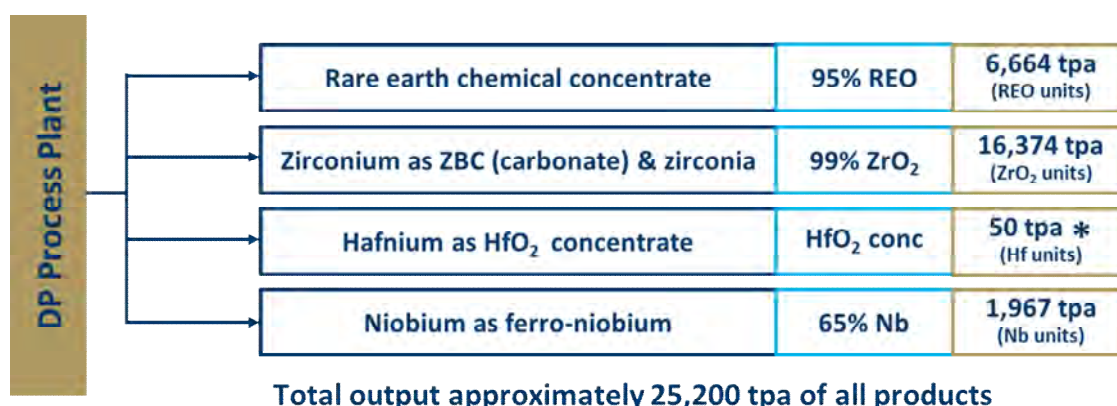 DP Process Plant
Rare earth chemical concentrate
95% REO
6,664 tpa
(REO units)
Zirconium as ZBC (carbonate) & zirconia
99% ZrO₂
16,374 tpa
(ZrO₂ units)
Hafnium as HfO₂ concentrate
HfO₂ conc
50 tpa *
(Hf units)
Niobium as ferro-niobium
65% Nb
1,967 tpa
(Nb units)
Total output approximately 25,200 tpa of all products